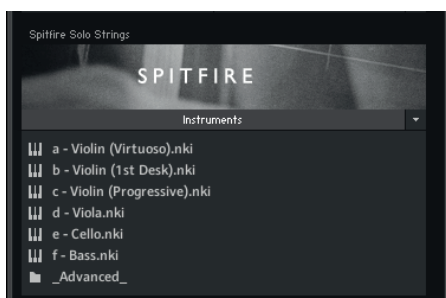 Spitfire Solo Strings
SPITFIRE
Instruments
a - Violin (Virtuoso).nki
b - Violin (1st Desk).nki
c - Violin (Progressive).nki
d - Viola.nki
e - Cello.nki
f - Bass.nki
_Advanced_